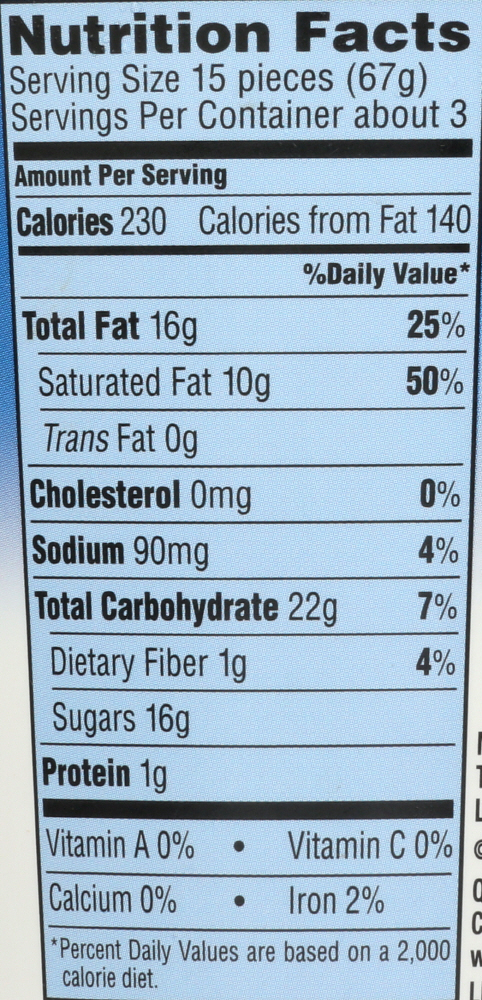 Nutrition Facts
Serving Size 15 pieces (67g)
Servings Per Container about 3
Amount Per Serving
Calories 230 Calories from Fat 140
%Daily Value*
Total Fat 16g 25%
Saturated Fat 10g 50%
Trans Fat 0g
Cholesterol 0mg 0%
Sodium 90mg 4%
Total Carbohydrate 22g 7%
Dietary Fiber 1g 4%
Sugars 16g
Protein 1g
Vitamin A 0% • Vitamin C 0%
Calcium 0% • Iron 2%
*Percent Daily Values are based on a 2,000
calorie diet.